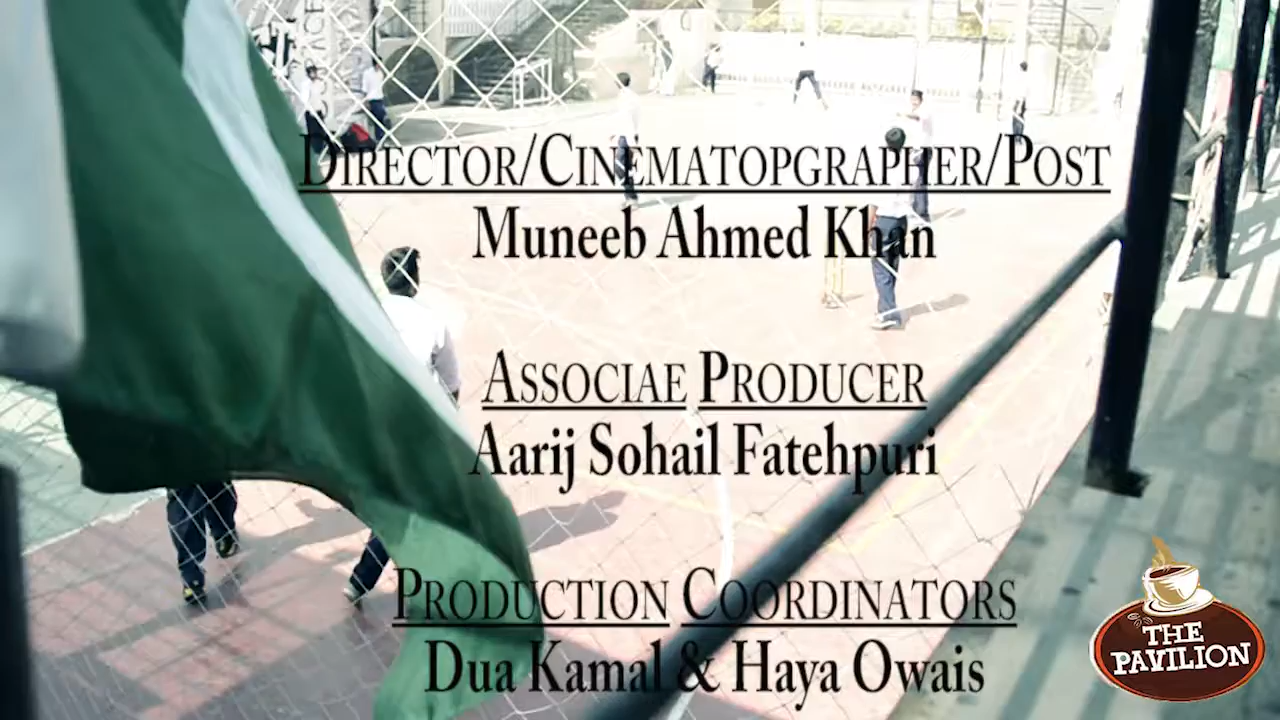 Director/Cinematopgrapher/Post
Muneeb Ahmed Khan
Associae Producer
Aarij Sohail Fatehpuri
Production Coordinators
Dua Kamal & Haya Owais
THE
PAVILION